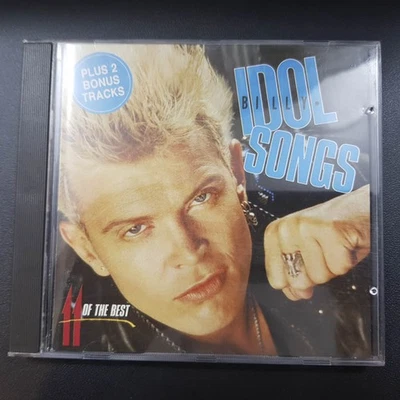 PLUS 2
BONUS
TRACKS
IDOL
BILLY
SONGS
11
OF THE BEST